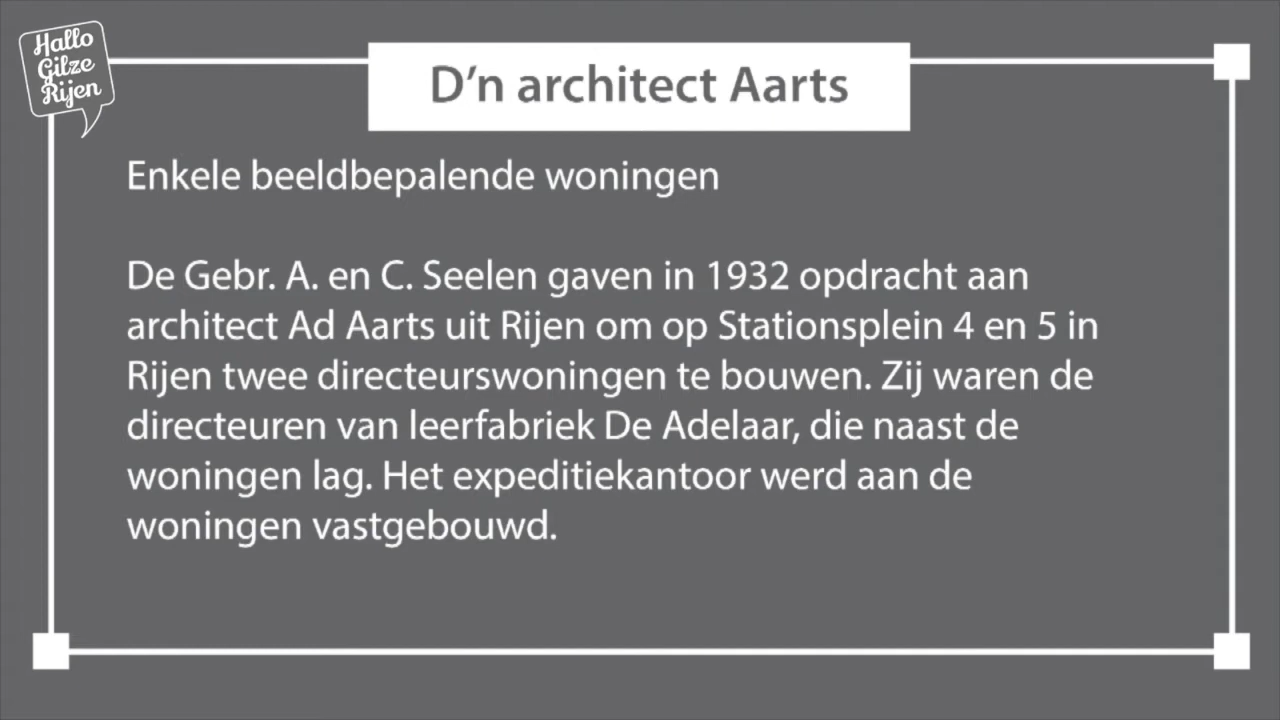 Hallo
Gilze
Rijen
D’n architect Aarts
Enkele beeldbepalende woningen
De Gebr. A. en C. Seelen gaven in 1932 opdracht aan
architect Ad Aarts uit Rijen om op Stationsplein 4 en 5 in
Rijen twee directeurswoningen te bouwen. Zij waren de
directeuren van leerfabriek De Adelaar, die naast de
woningen lag. Het expeditiekantoor werd aan de
woningen vastgebouwd.